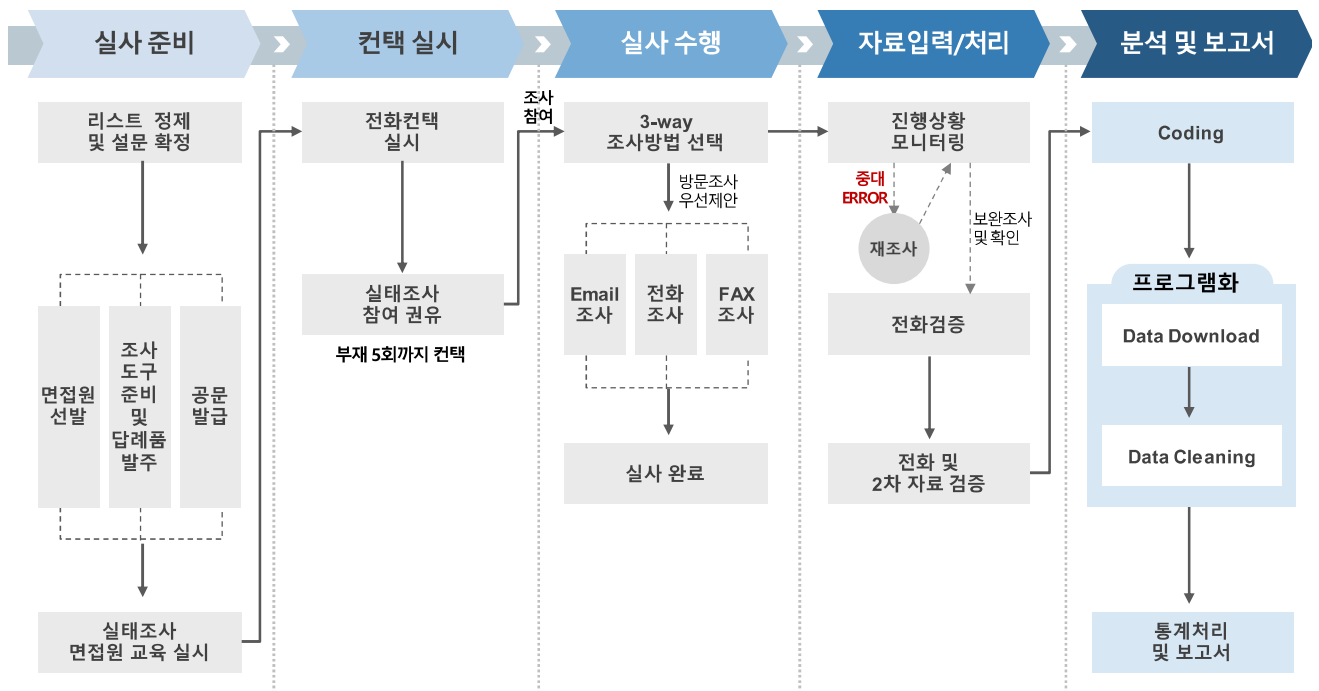 실사 준비
컨택 실시
실사 수행
자료입력/처리
분석 및 보고서
리스트 정제
및 설문 확정
면접원
선발
조사
도구
준비
및
답례품
발주
공문
발급
실태조사
면접원 교육 실시
전화컨택
실시
실태조사
참여 권유
부재 5회까지 컨택
조사
참여
3-way
조사방법 선택
방문조사
우선제안
Email
조사
전화
조사
FAX
조사
실사 완료
진행상황
모니터링
중대
ERROR
재조사
보완조사
및 확인
전화검증
전화 및
2차 자료 검증
Coding
프로그램화
Data Download
Data Cleaning
통계처리
및 보고서